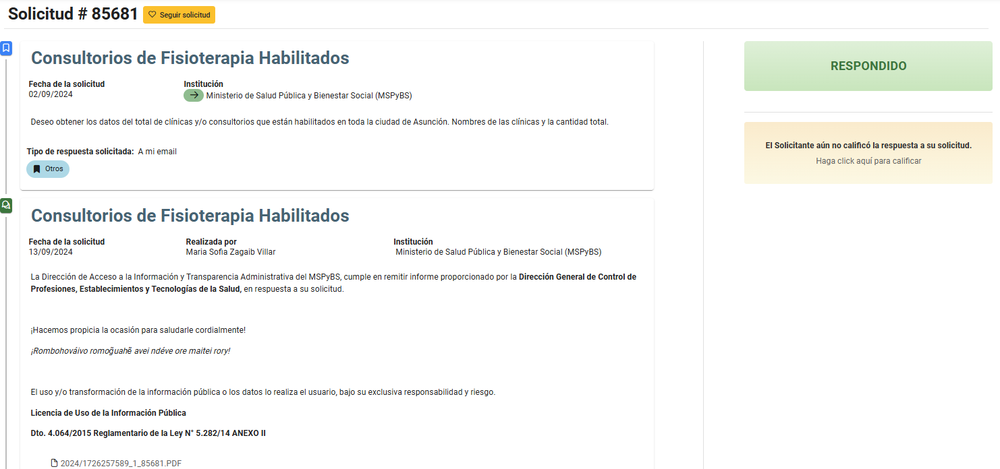 Solicitud # 85681 Seguir solicitud
Consultorios de Fisioterapia Habilitados
Fecha de la solicitud
02/09/2024
Institución
Ministerio de Salud Pública y Bienestar Social (MSPyBS)
Deseo obtener los datos del total de clínicas y/o consultorios que están habilitados en toda la ciudad de Asunción. Nombres de las clínicas y la cantidad total.
Tipo de respuesta solicitada: A mi email
Otros
Consultorios de Fisioterapia Habilitados
Fecha de la solicitud
13/09/2024
Realizada por
Maria Sofia Zagaib Villar
Institución
Ministerio de Salud Pública y Bienestar Social (MSPyBS)
La Dirección de Acceso a la Información y Transparencia Administrativa del MSPyBS, cumple en remitir informe proporcionado por la Dirección General de Control de
Profesiones, Establecimientos y Tecnologías de la Salud, en respuesta a su solicitud.
¡Hacemos propicia la ocasión para saludarle cordialmente!
¡Rombohováivo romog̃uahẽ avei ndéve ore maitei rory!
El uso y/o transformación de la información pública o los datos lo realiza el usuario, bajo su exclusiva responsabilidad y riesgo.
Licencia de Uso de la Información Pública
Dto. 4.064/2015 Reglamentario de la Ley N° 5.282/14 ANEXO II
2024/1726257589_1_85681.PDF
RESPONDIDO
El Solicitante aún no calificó la respuesta a su solicitud.
Haga click aquí para calificar